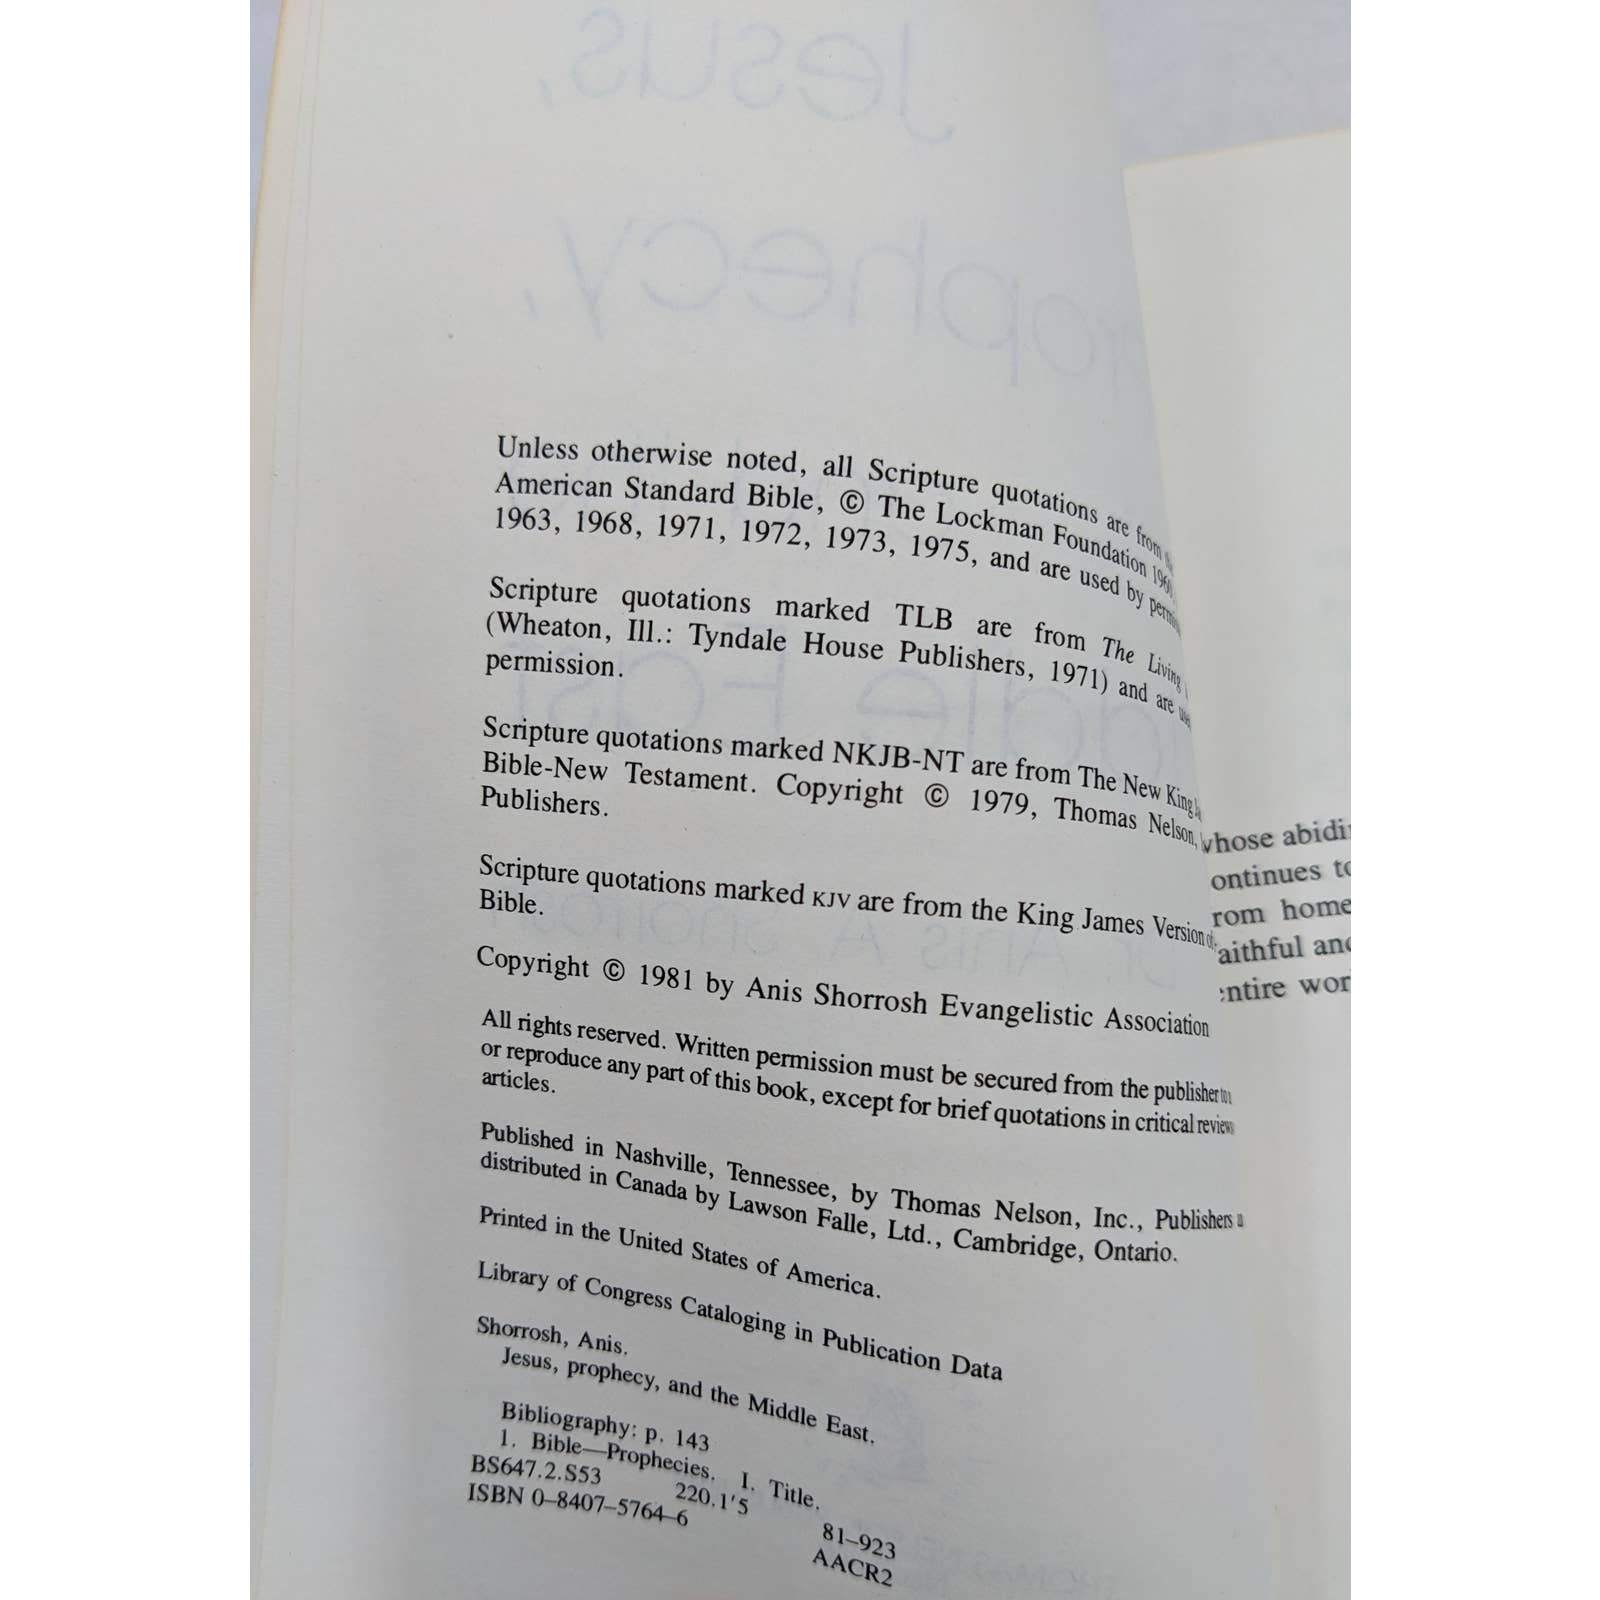 Unless otherwise noted, all Scripture quotations are from the
American Standard Bible, © The Lockman Foundation
1963, 1968, 1971, 1972, 1973, 1975, and are used by
Scripture quotations marked TLB are from The Living
(Wheaton, Ill.: Tyndale House Publishers, 1971) and are
permission.
Scripture quotations marked NKJB-NT are from The New King
Bible-New Testament. Copyright © 1979, Thomas Nelson,
Publishers.
Scripture quotations marked KJV are from the King James Version
Bible.
Copyright © 1981 by Anis Shorrosh Evangelistic Association
All rights reserved. Written permission must be secured from the publisher
or reproduce any part of this book, except for brief quotations in critical
articles.
Published in Nashville, Tennessee, by Thomas Nelson, Inc., Publishers
distributed in Canada by Lawson Falle, Ltd., Cambridge, Ontario.
Printed in the United States of America.
Library of Congress Cataloging in Publication Data
Shorrosh, Anis.
Jesus, prophecy, and the Middle East.
Bibliography: p. 143
1. Bible—Prophecies. I. Title.
BS647.2.S53 220.1'5 81–923
ISBN 0–8407–5764–6 AACR2
whose abidi
ontinues to
rom home
aithful and
entire wor